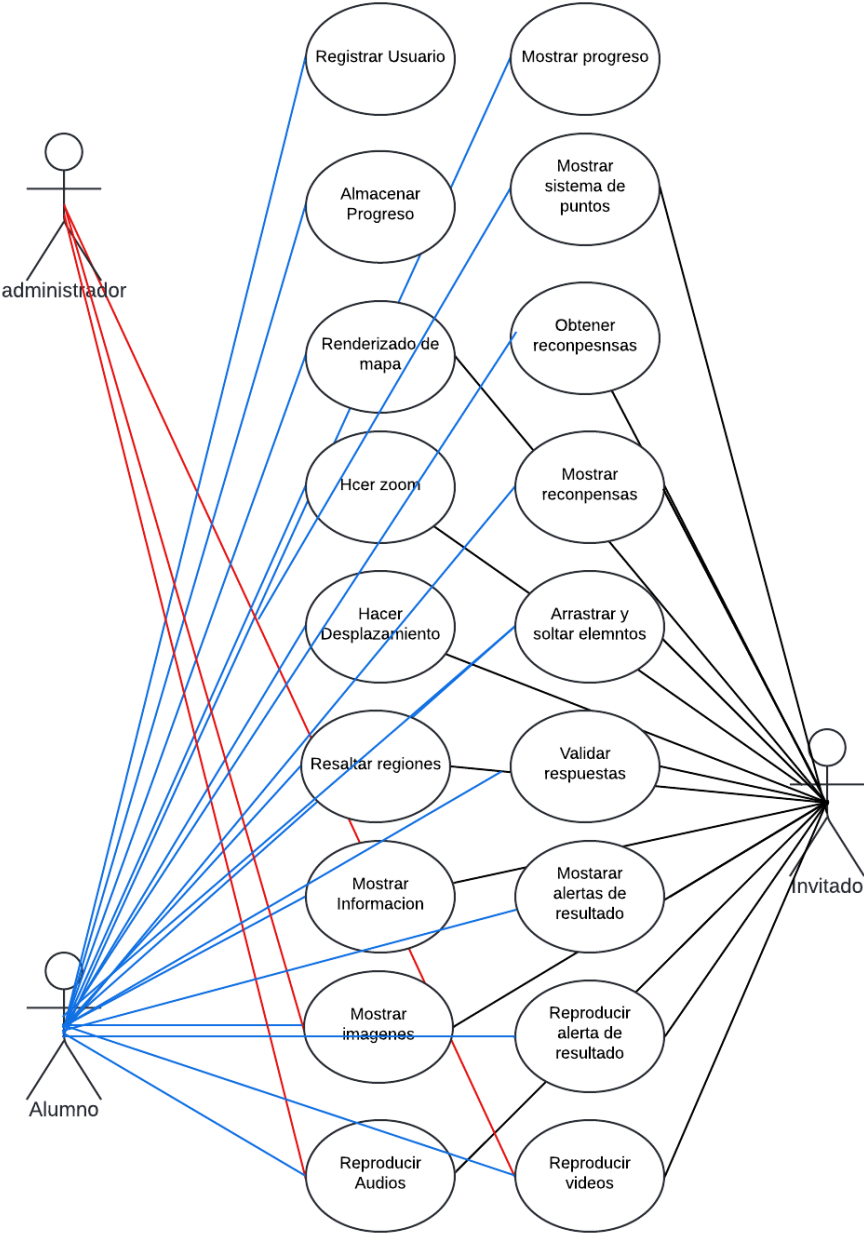 Registrar Usuario
Mostrar progreso
Mostrar
sistema de
puntos
Almacenar
Progreso
administrador
Obtener
reconpesnsas
Renderizado de
mapa
Mostrar
reconpensas
Hcer zoom
Hacer
Desplazamiento
Arrastrar y
soltar elemntos
Resaltar regiones
Validar
respuestas
Mostrar
Informacion
Mostarar
alertas de
resultado
Invitado
Mostrar
imagenes
Reproducir
alerta de
resultado
Alumno
Reproducir
Audios
Reproducir
videos